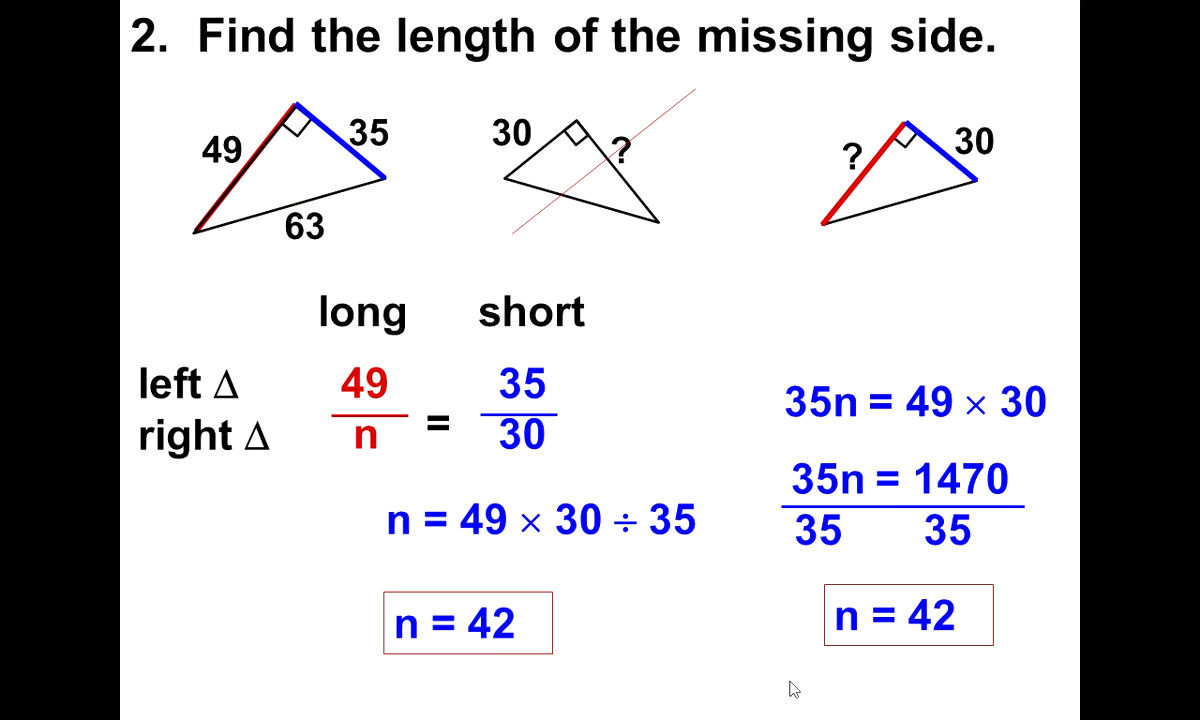 2. Find the length of the missing side.
49
35
63
30
?
?
30
long short
left Δ 49 = 35
right Δ n 30
n = 49 × 30 ÷ 35
n = 42
35n = 49 × 30
35n = 1470
35 35
n = 42